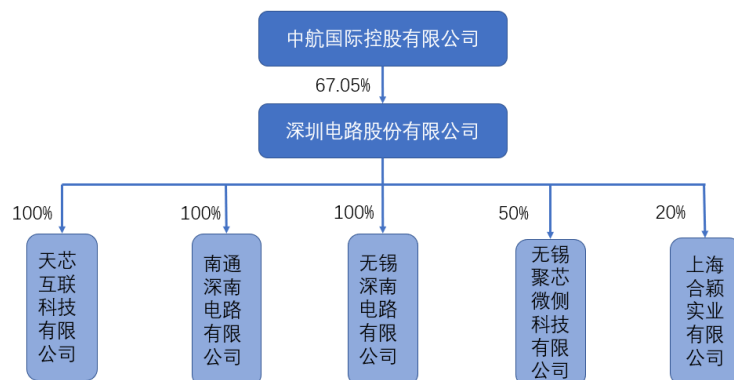 中航国际控股有限公司
67.05%
深圳电路股份有限公司
100%
100%
100%
50%
20%
天芯
互联
科技
有限
公司
南通
深南
电路
有限
公司
无锡
深南
电路
有限
公司
无锡
聚芯
微侧
科技
有限
公司
上海
合颖
实业
有限
公司